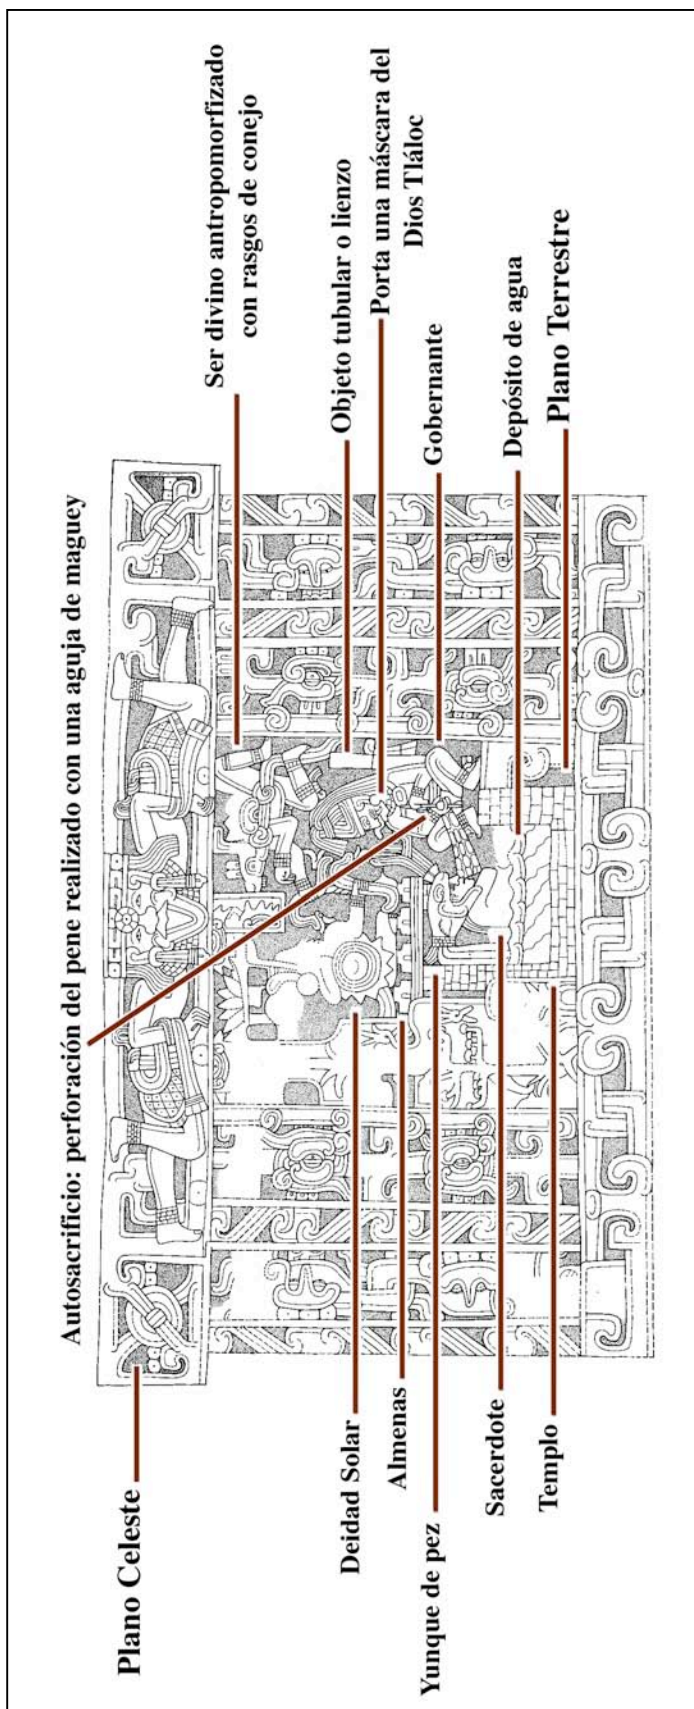 Autosacrificio: perforación del pene realizado con una aguja de maguey
Plano Celeste
Deidad Solar
Almenas
Yunque de pez
Sacerdote
Templo
Ser divino antropomorfizado
con rasgos de conejo
Objeto tubular o lienzo
Porta una máscara del
Dios Tláloc
Gobernante
Depósito de agua
Plano Terrestre